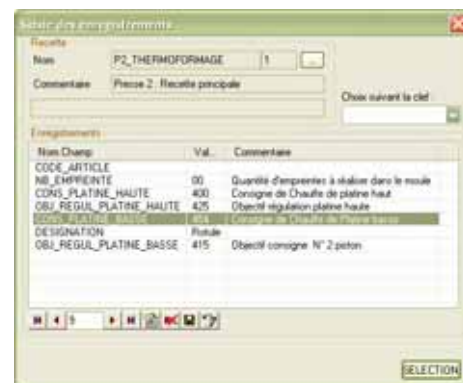 Saisie des enregistrements
Recette
Nom P2_THERMOFORMAGE 1 ...
Commentaire Presse 2 : Recette principale
Choix suivant la clef
Enregistrements
Nom Champ Val... Commentaire
CODE_ARTICLE
NB_EMPREINTE 00 Quantité d'empreintes à réaliser dans le moule
CONS_PLATINE_HAUTE 400 Consigne de Chauffe de platine haut
OBJ_REGUL_PLATINE_HAUTE 425 Objectif régulation platine haute
CONS_PLATINE_BASSE Consigne de Chauffe de Platine basse
DESIGNATION Rotule
OBJ_REGUL_PLATINE_BASSE 415 Objectif consigne N° 2 piston
SELECTION